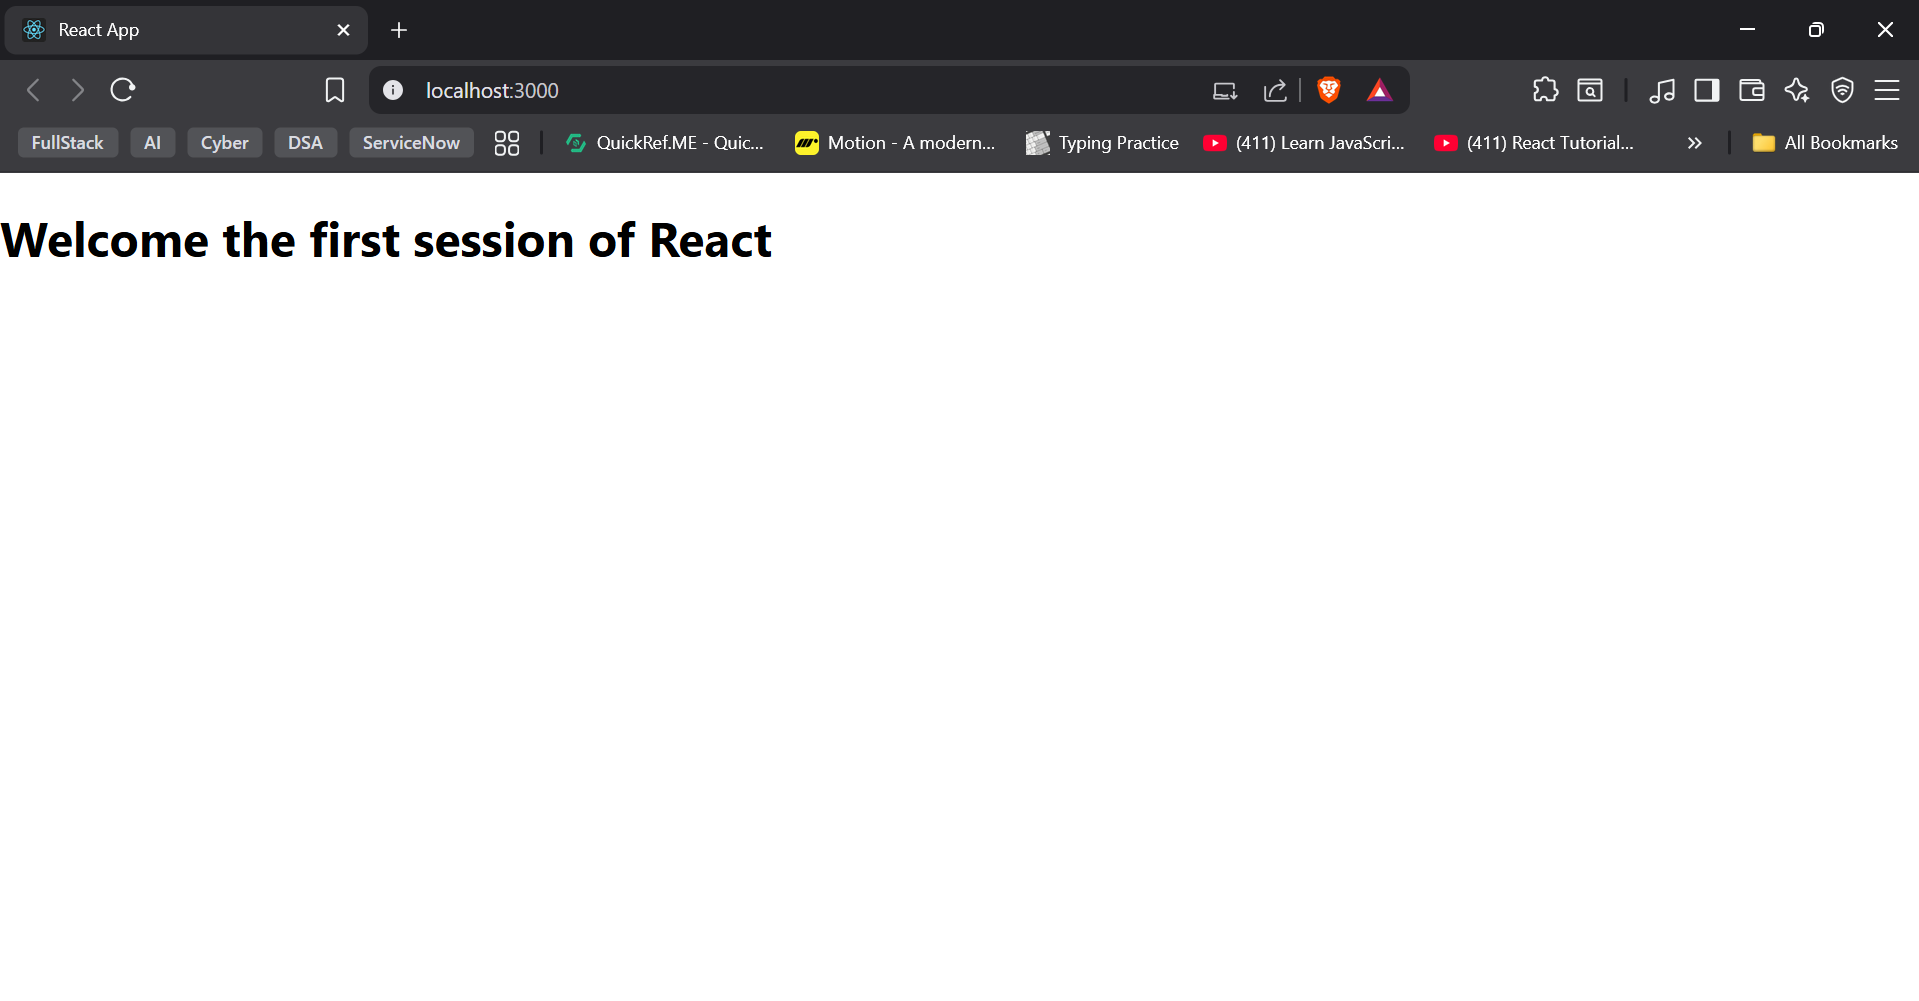 React App
localhost:3000
FullStack AI Cyber DSA ServiceNow QuickRef.ME - Quic... Motion - A modern... Typing Practice (411) Learn JavaScri... (411) React Tutorial... All Bookmarks
Welcome the first session of React